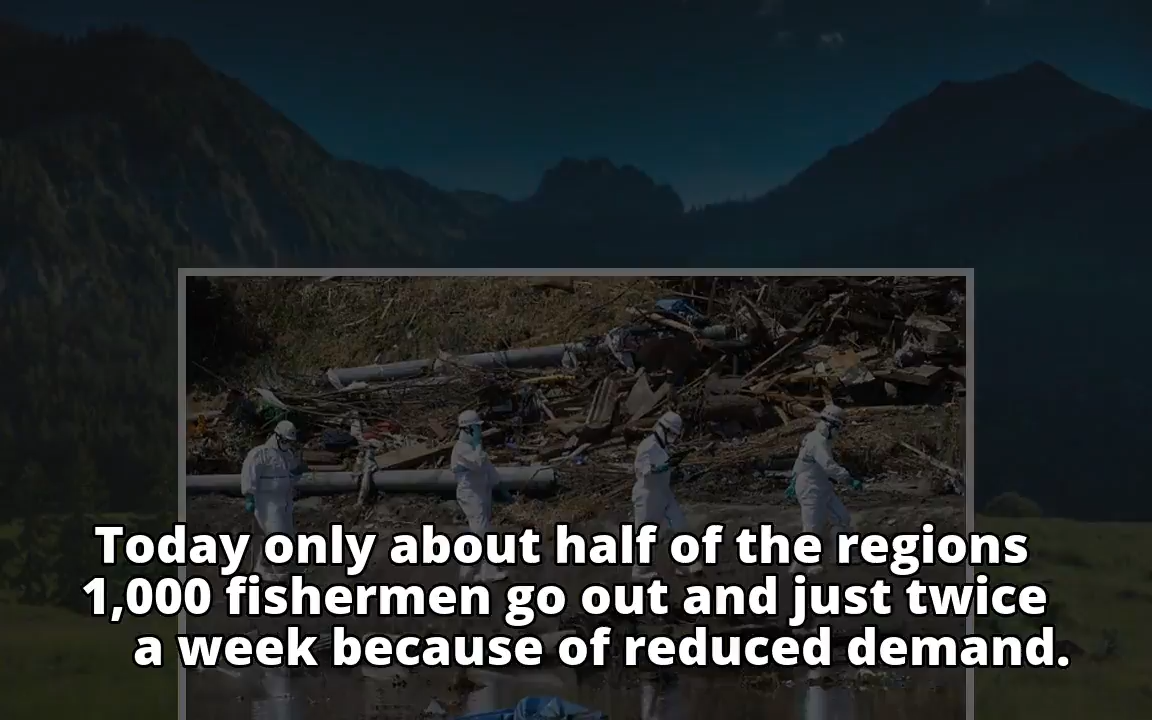 Today only about half of the regions
1,000 fishermen go out and just twice
a week because of reduced demand.